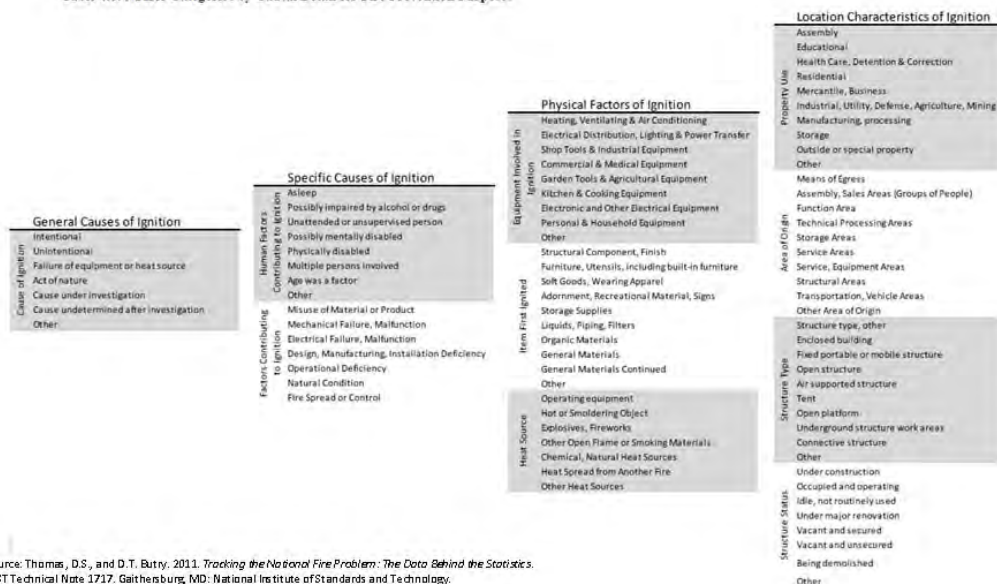 General Causes of Ignition
Cause of Ignition
Intentional
Unintentional
Failure of equipment or heat source
Act of nature
Cause under investigation
Cause undetermined after investigation
Other
Specific Causes of Ignition
Human Factors Contributing to Ignition
Asleep
Possibly impaired by alcohol or drugs
Unattended or unsupervised person
Possibly mentally disabled
Physically disabled
Multiple persons involved
Age was a factor
Other
Factors Contributing to Ignition
Misuse of Material or Product
Mechanical Failure, Malfunction
Electrical Failure, Malfunction
Design, Manufacturing, Installation Deficiency
Operational Deficiency
Natural Condition
Fire Spread or Control
Physical Factors of Ignition
Equipment Involved in Ignition
Heating, Ventilating & Air Conditioning
Electrical Distribution, Lighting & Power Transfer
Shop Tools & Industrial Equipment
Commercial & Medical Equipment
Garden Tools & Agricultural Equipment
Kitchen & Cooking Equipment
Electronic and Other Electrical Equipment
Personal & Household Equipment
Other
Item First Ignited
Structural Component, Finish
Furniture, Utensils, including built-in furniture
Soft Goods, Wearing Apparel
Adornment, Recreational Material, Signs
Storage Supplies
Liquids, Piping, Filters
Organic Materials
General Materials
General Materials Continued
Other
Heat Source
Operating equipment
Hot or Smoldering Object
Explosives, Fireworks
Other Open Flame or Smoking Materials
Chemical, Natural Heat Sources
Heat Spread from Another Fire
Other Heat Sources
Location Characteristics of Ignition
Property Use
Assembly
Educational
Health Care, Detention & Correction
Residential
Mercantile, Business
Industrial, Utility, Defense, Agriculture, Mining
Manufacturing, processing
Storage
Outside or special property
Other
Area of Origin
Means of Egress
Assembly, Sales Areas (Groups of People)
Function Area
Technical Processing Areas
Storage Areas
Service Areas
Service, Equipment Areas
Structural Areas
Transportation, Vehicle Areas
Other Area of Origin
Structure Type
Structure type, other
Enclosed building
Fixed portable or mobile structure
Open structure
Air supported structure
Tent
Open platform
Underground structure work areas
Connective structure
Other
Structure Status
Under construction
Occupied and operating
Idle, not routinely used
Under major renovation
Vacant and secured
Vacant and unsecured
Being demolished
Other
urce: Thomas, D.S., and D.T. Butry. 2011. Tracking the National Fire Problem: The Data Behind the Statistics.
ST Technical Note 1717. Gaithersburg, MD: National Institute of Standards and Technology.